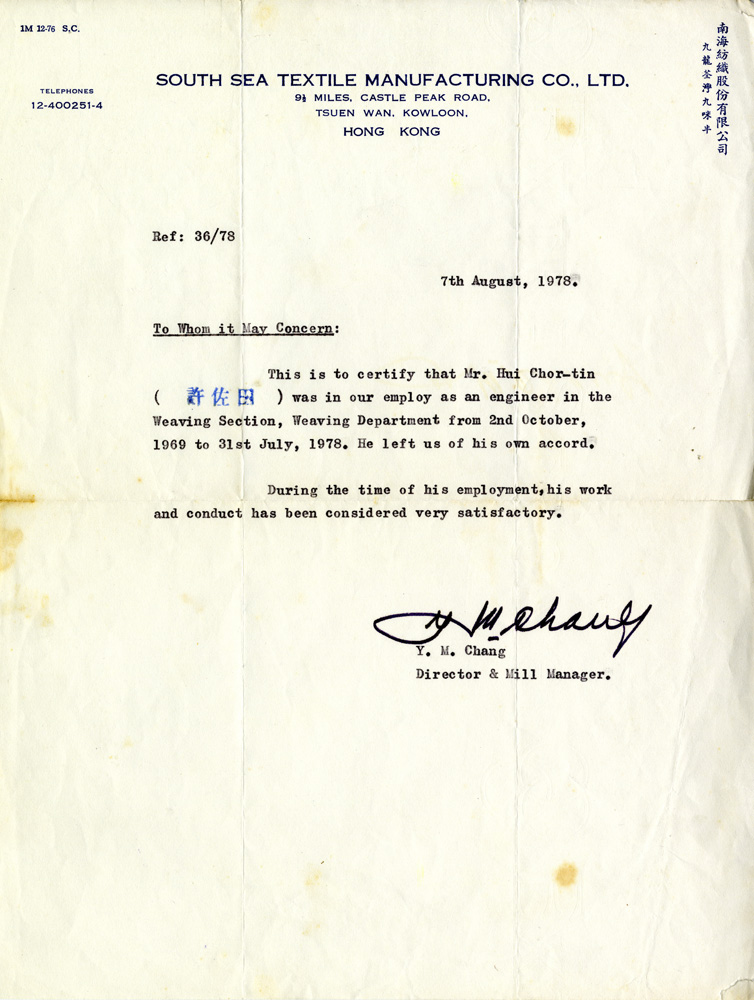 1M 12-76 S.C.
南海紡織股份有限公司
九龍荃灣九咪半
TELEPHONES
12-400251-4
SOUTH SEA TEXTILE MANUFACTURING CO., LTD.
9½ MILES, CASTLE PEAK ROAD,
TSUEN WAN, KOWLOON,
HONG KONG
Ref: 36/78
7th August, 1978.
To Whom it May Concern:
This is to certify that Mr. Hui Chor-tin
( 許佐田 ) was in our employ as an engineer in the
Weaving Section, Weaving Department from 2nd October,
1969 to 31st July, 1978. He left us of his own accord.
During the time of his employment, his work
and conduct has been considered very satisfactory.
Y M Chang
Y. M. Chang
Director & Mill Manager.